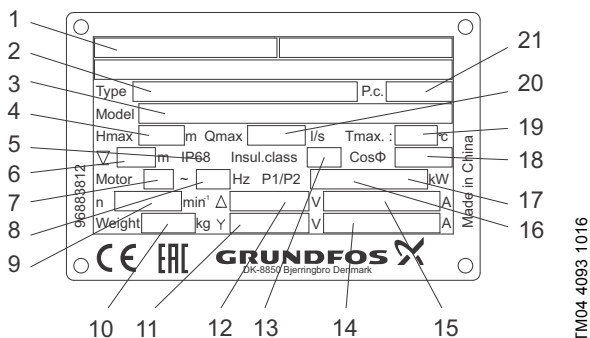 1
2
3
4
5
6
7
8
9
21
20
19
18
17
16
Type P.c.
Model
Hmax m Qmax l/s Tmax. : °c
m IP68 Insul.class CosΦ
Motor ~ Hz P1/P2 kW
n min⁻¹ △ V A
Weight kg Y V A
CE EAC GRUNDFOS
DK-8850 Bjerringbro Denmark
96883812
Made in China
10 11 12 13 14 15
TM04 4093 1016